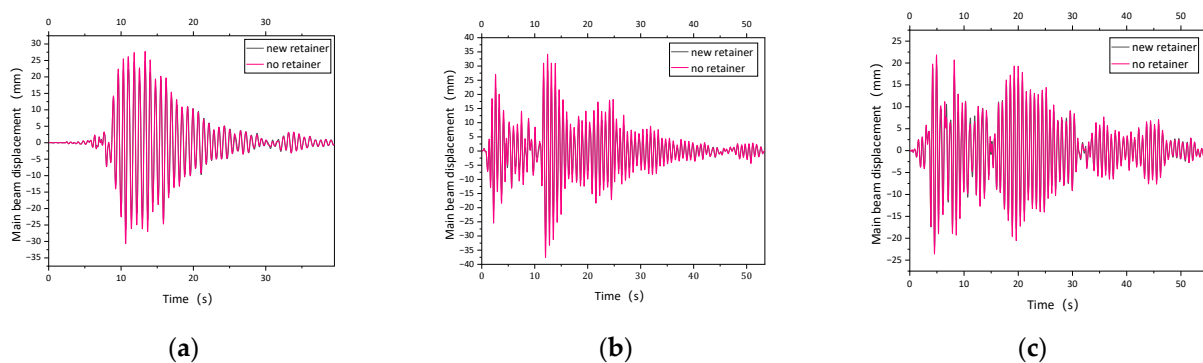 0 10 20 30
Main beam displacement (mm)
30
25
20
15
10
5
0
−5
−10
−15
−20
−25
−30
−35
new retainer
no retainer
0 10 20 30
Time (s)
(a)
0 10 20 30 40 50
Main beam displacement (mm)
40
35
30
25
20
15
10
5
0
−5
−10
−15
−20
−25
−30
−35
−40
new retainer
no retainer
0 10 20 30 40 50
Time (s)
(b)
0 10 20 30 40 50
Main beam displacement (mm)
25
20
15
10
5
0
−5
−10
−15
−20
−25
new retainer
no retainer
0 10 20 30 40 50
Time (s)
(c)